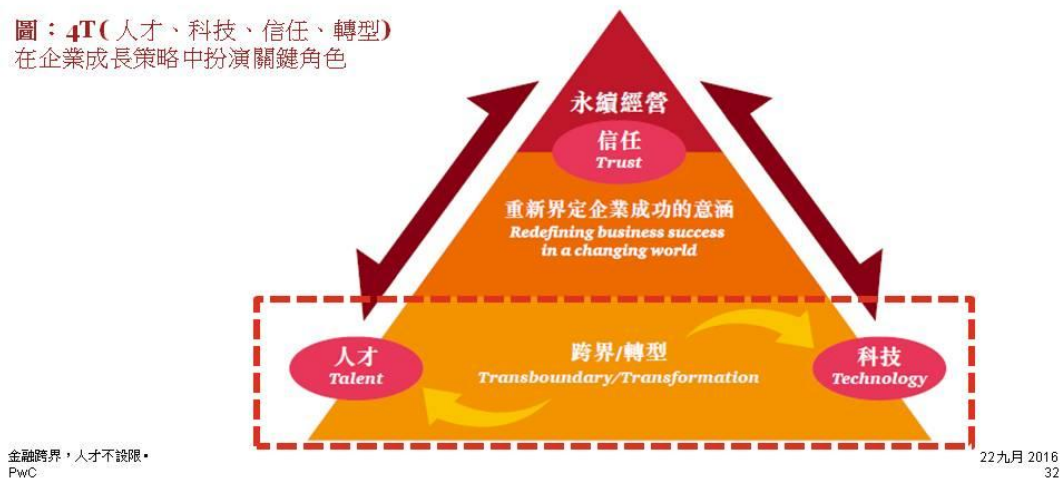 圖：4T(人才、科技、信任、轉型)
在企業成長策略中扮演關鍵角色
永續經營
信任
Trust
重新界定企業成功的意涵
Redefining business success
in a changing world
人才
Talent
跨界/轉型
Transboundary/Transformation
科技
Technology
金融跨界，人才不設限•
PwC
22九月 2016
32